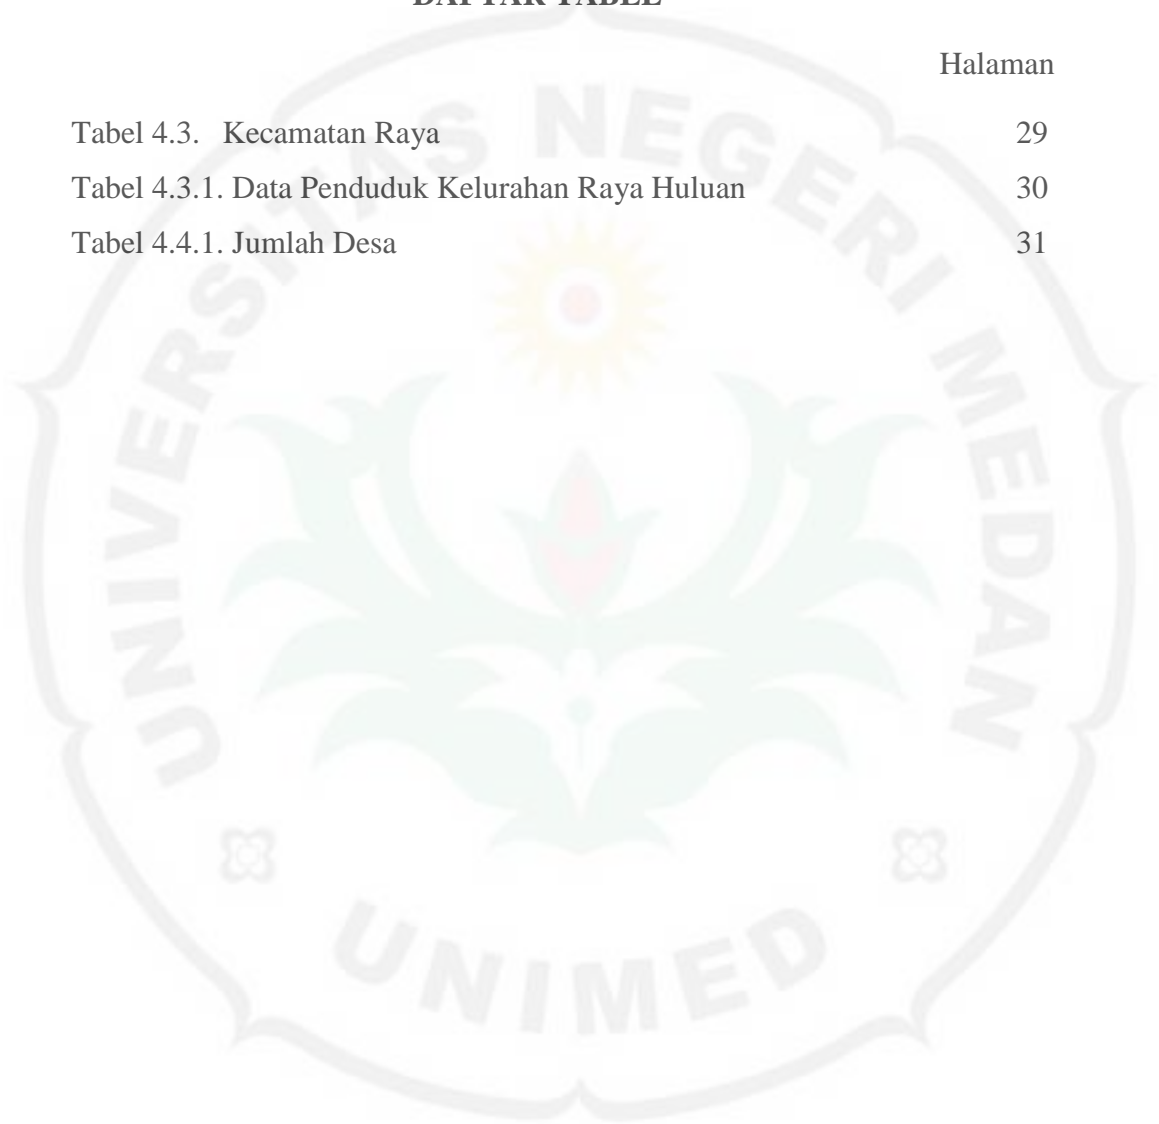 DAFTAR TABEL
Halaman
Tabel 4.3. Kecamatan Raya 29
Tabel 4.3.1. Data Penduduk Kelurahan Raya Huluan 30
Tabel 4.4.1. Jumlah Desa 31
UNIVERSITAS NEGERI MEDAN
UNIMED